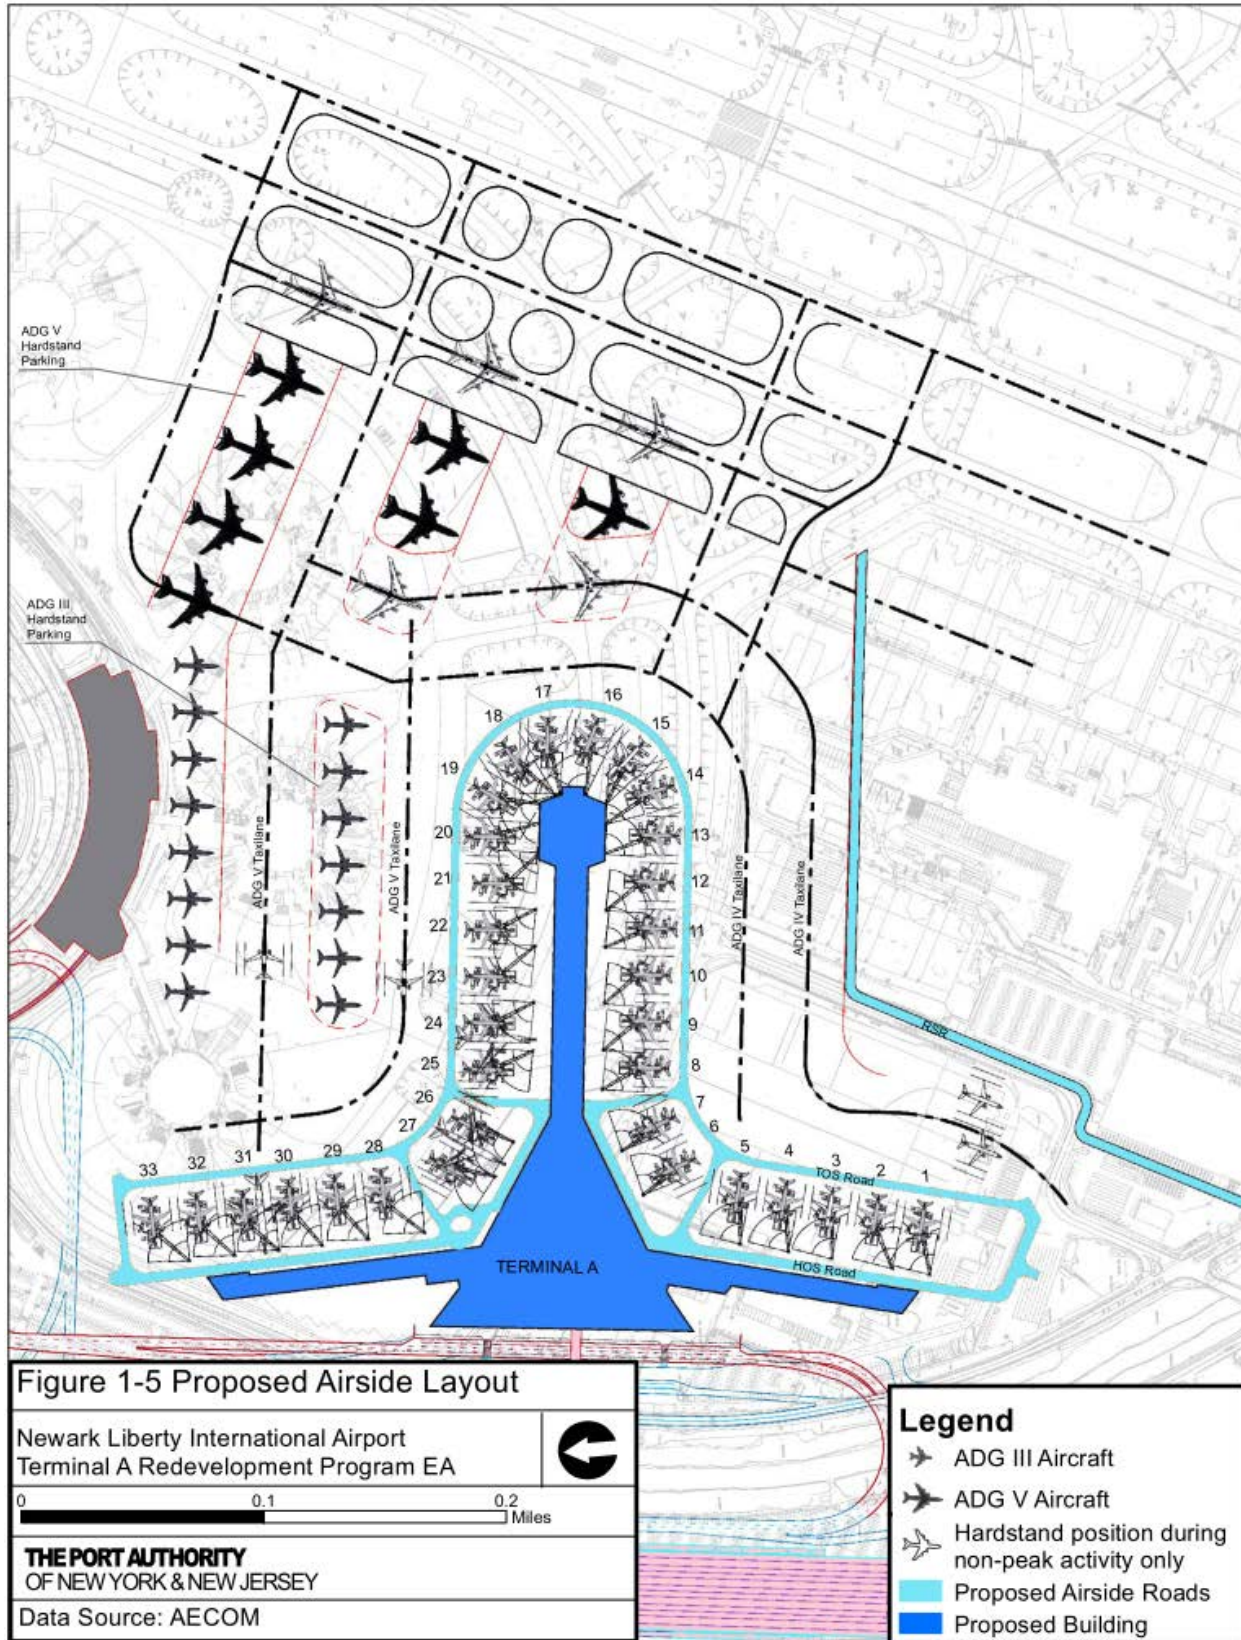 ADG V
Hardstand
Parking
ADG III
Hardstand
Parking
17
16
18
15
19
14
20
13
21
12
22
11
23
10
24
9
25
8
26
7
27
6
28
5
29
4
30
3
31
2
32
1
33
ADG V Taxilane
ADG V Taxilane
ADG IV Taxilane
ADG IV Taxilane
RSR
TOS Road
HOS Road
TERMINAL A
Figure 1-5 Proposed Airside Layout
Newark Liberty International Airport
Terminal A Redevelopment Program EA
0 0.1 0.2
Miles
THE PORT AUTHORITY
OF NEW YORK & NEW JERSEY
Data Source: AECOM
Legend
ADG III Aircraft
ADG V Aircraft
Hardstand position during
non-peak activity only
Proposed Airside Roads
Proposed Building